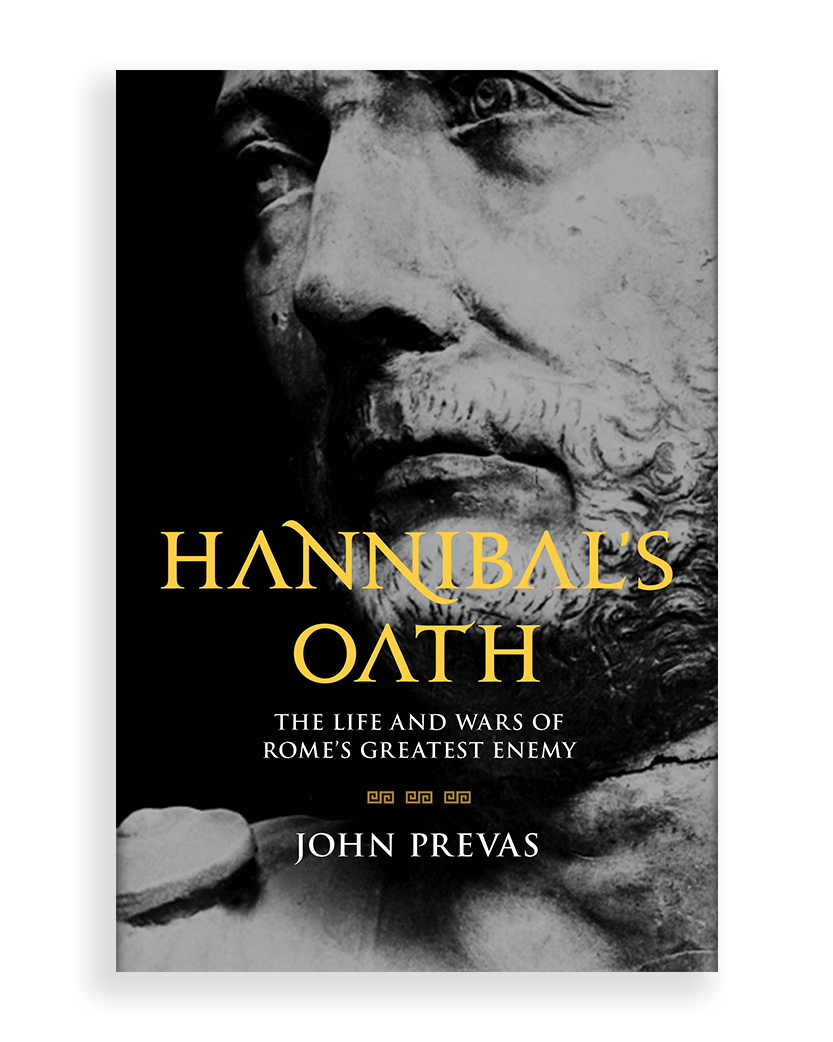 HANNIBAL'S
OATH
THE LIFE AND WARS OF
ROME'S GREATEST ENEMY
JOHN PREVAS